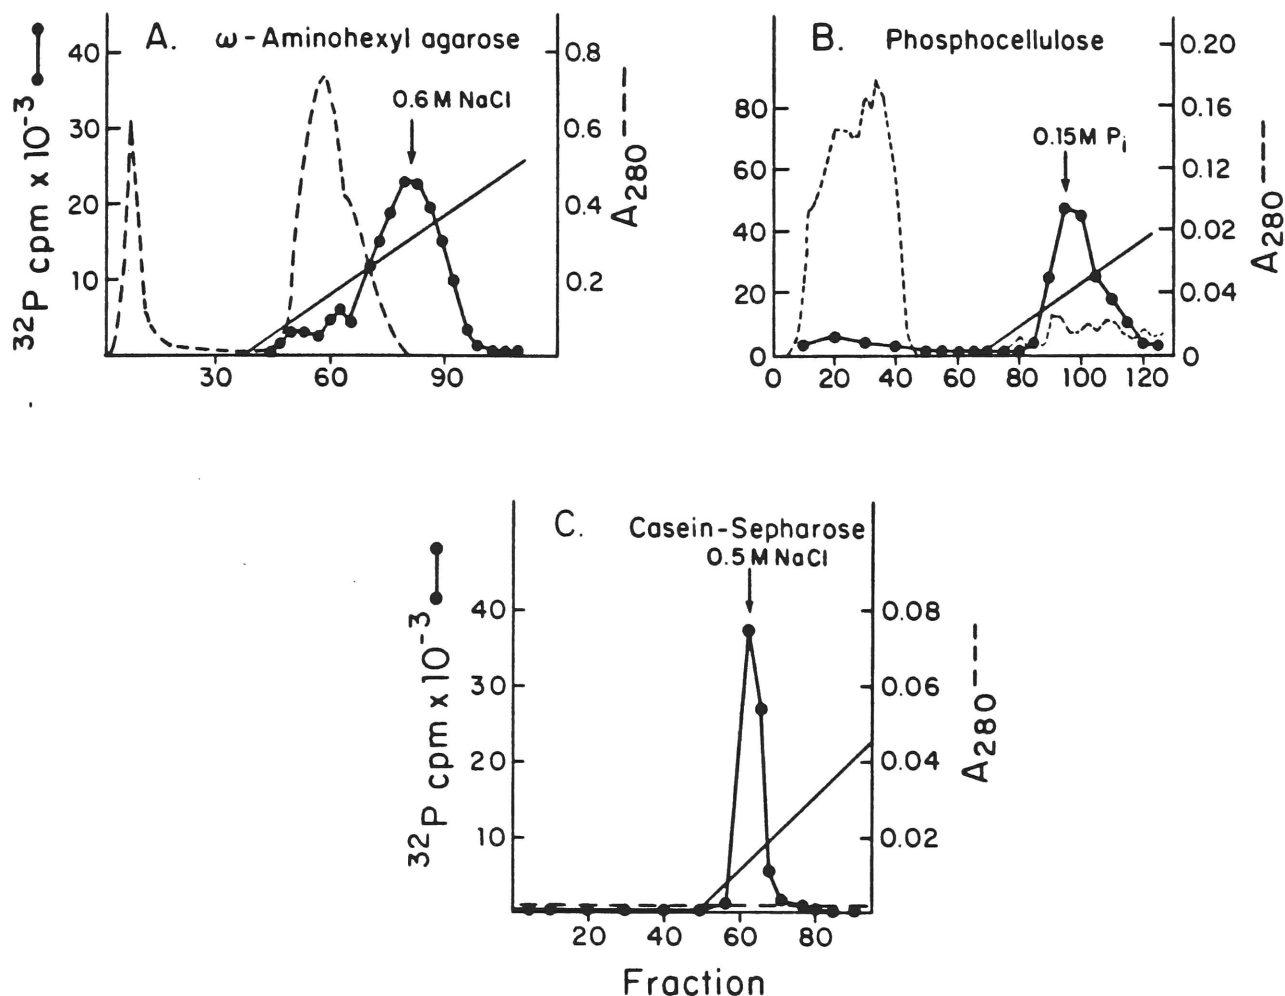 A. ω-Aminohexyl agarose
0.6 M NaCl
³²P cpm x 10⁻³
40
30
20
10
30 60 90
0.8
0.6
0.4
0.2
A₂₈₀
B. Phosphocellulose
0.15M Pᵢ
80
60
40
20
0
0 20 40 60 80 100 120
0.20
0.16
0.12
0.02
0.04
0
A₂₈₀
C. Casein-Sepharose
0.5 M NaCl
³²P cpm x 10⁻³
40
30
20
10
20 40 60 80
0.08
0.06
0.04
0.02
A₂₈₀
Fraction